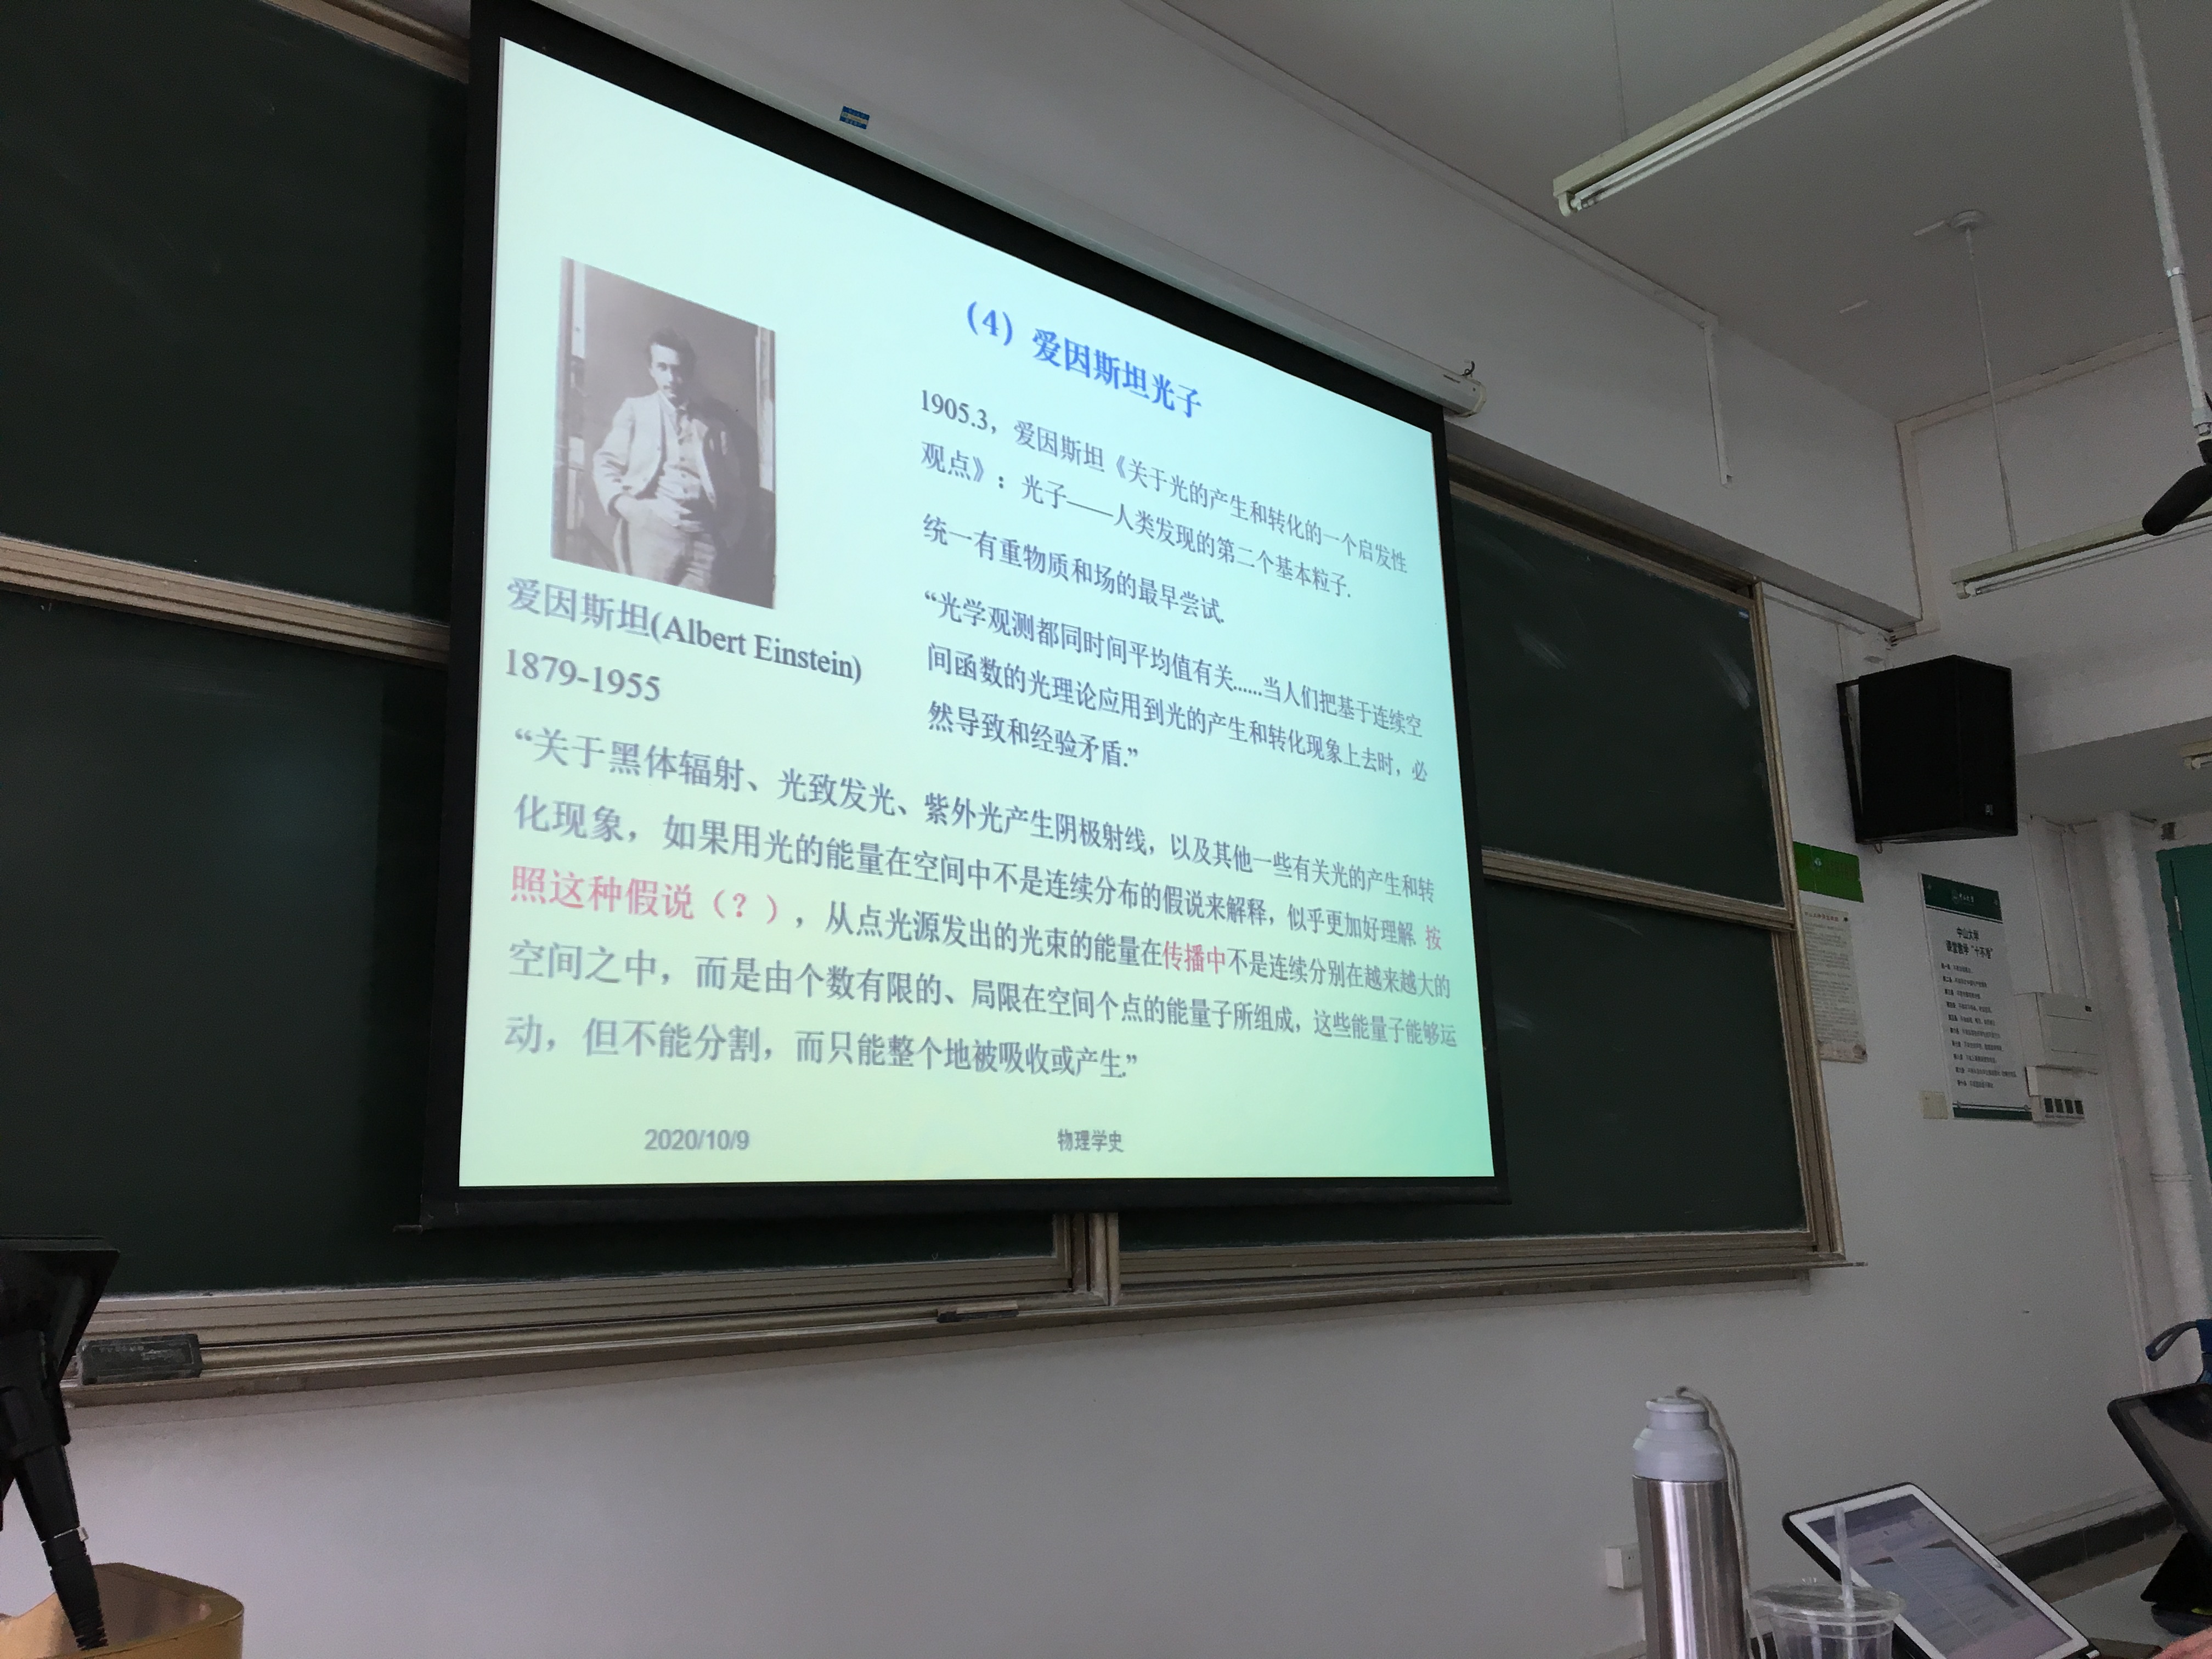 (4) 爱因斯坦光子
1905.3，爱因斯坦《关于光的产生和转化的一个启发性
观点》：光子——人类发现的第二个基本粒子.
统一有重物质和场的最早尝试.
“光学观测都同时间平均值有关......当人们把基于连续空
间函数的光理论应用到光的产生和转化现象上去时，必
然导致和经验矛盾.”
爱因斯坦(Albert Einstein)
1879-1955
“关于黑体辐射、光致发光、紫外光产生阴极射线，以及其他一些有关光的产生和转
化现象，如果用光的能量在空间中不是连续分布的假说来解释，似乎更加好理解. 按
照这种假说（？），从点光源发出的光束的能量在传播中不是连续分别在越来越大的
空间之中，而是由个数有限的、局限在空间个点的能量子所组成，这些能量子能够运
动，但不能分割，而只能整个地被吸收或产生.”
2020/10/9
物理学史
中山大学
课堂教学“十不准”